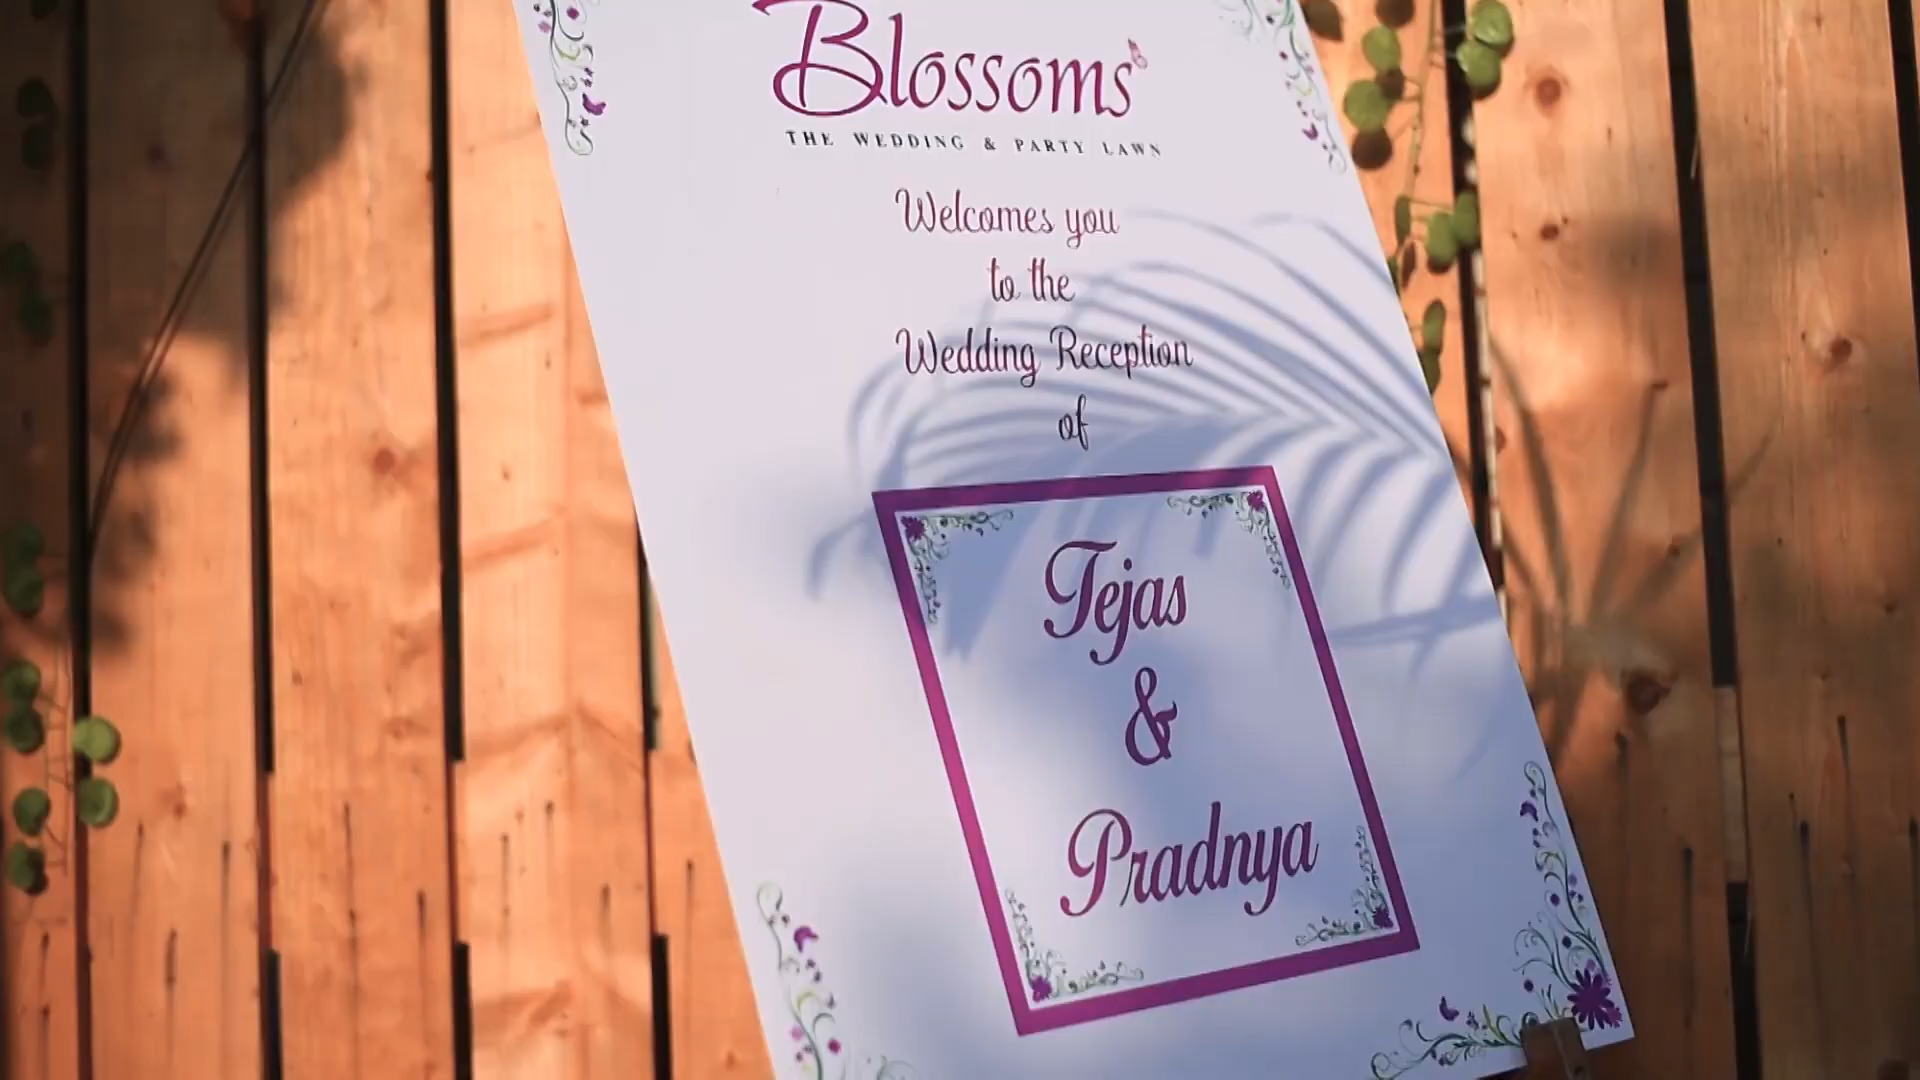 Blossoms
THE WEDDING & PARTY LAWN
Welcomes you
to the
Wedding Reception
of
Tejas
&
Pradnya